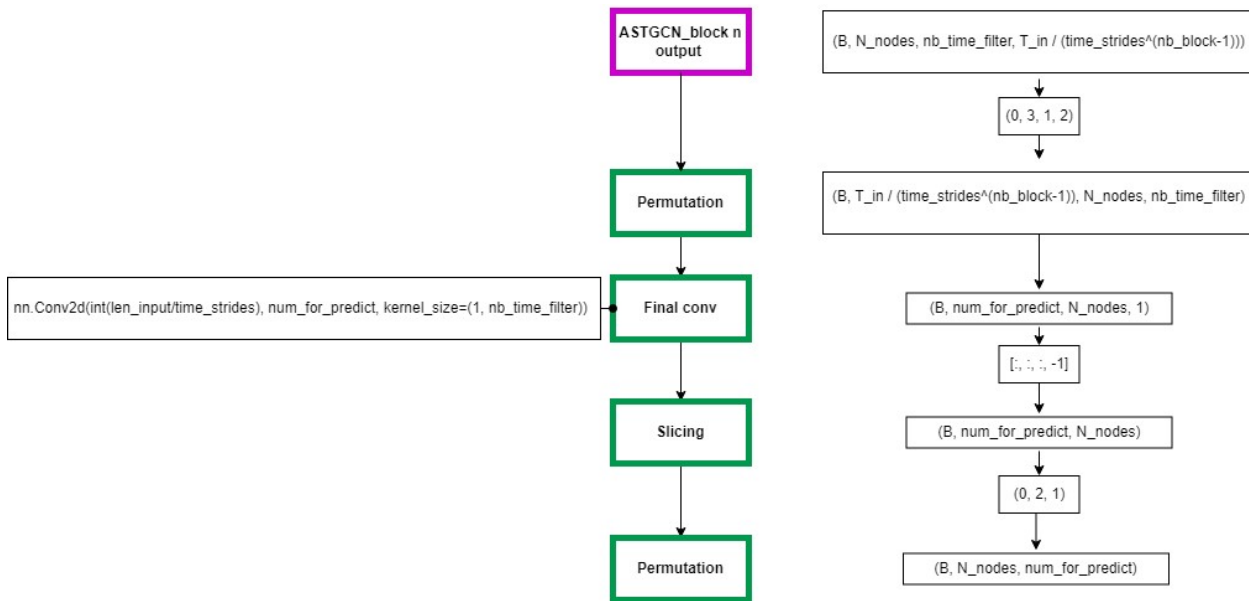 ASTGCN_block n
output
(B, N_nodes, nb_time_filter, T_in / (time_strides^(nb_block-1)))
(0, 3, 1, 2)
Permutation
(B, T_in / (time_strides^(nb_block-1)), N_nodes, nb_time_filter)
nn.Conv2d(int(len_input/time_strides), num_for_predict, kernel_size=(1, nb_time_filter))
Final conv
(B, num_for_predict, N_nodes, 1)
[:, :, :, -1]
Slicing
(B, num_for_predict, N_nodes)
(0, 2, 1)
Permutation
(B, N_nodes, num_for_predict)